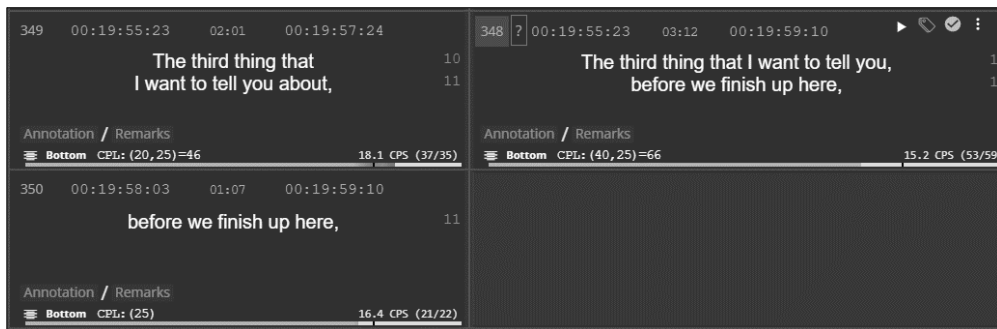 349 00:19:55:23 02:01 00:19:57:24
The third thing that 10
I want to tell you about, 11
Annotation / Remarks
Bottom CPL: (20,25)=46 18.1 CPS (37/35)
350 00:19:58:03 01:07 00:19:59:10
before we finish up here, 11
Annotation / Remarks
Bottom CPL: (25) 16.4 CPS (21/22)
348 ? 00:19:55:23 03:12 00:19:59:10
The third thing that I want to tell you, 1
before we finish up here, 1
Annotation / Remarks
Bottom CPL: (40,25)=66 15.2 CPS (53/59